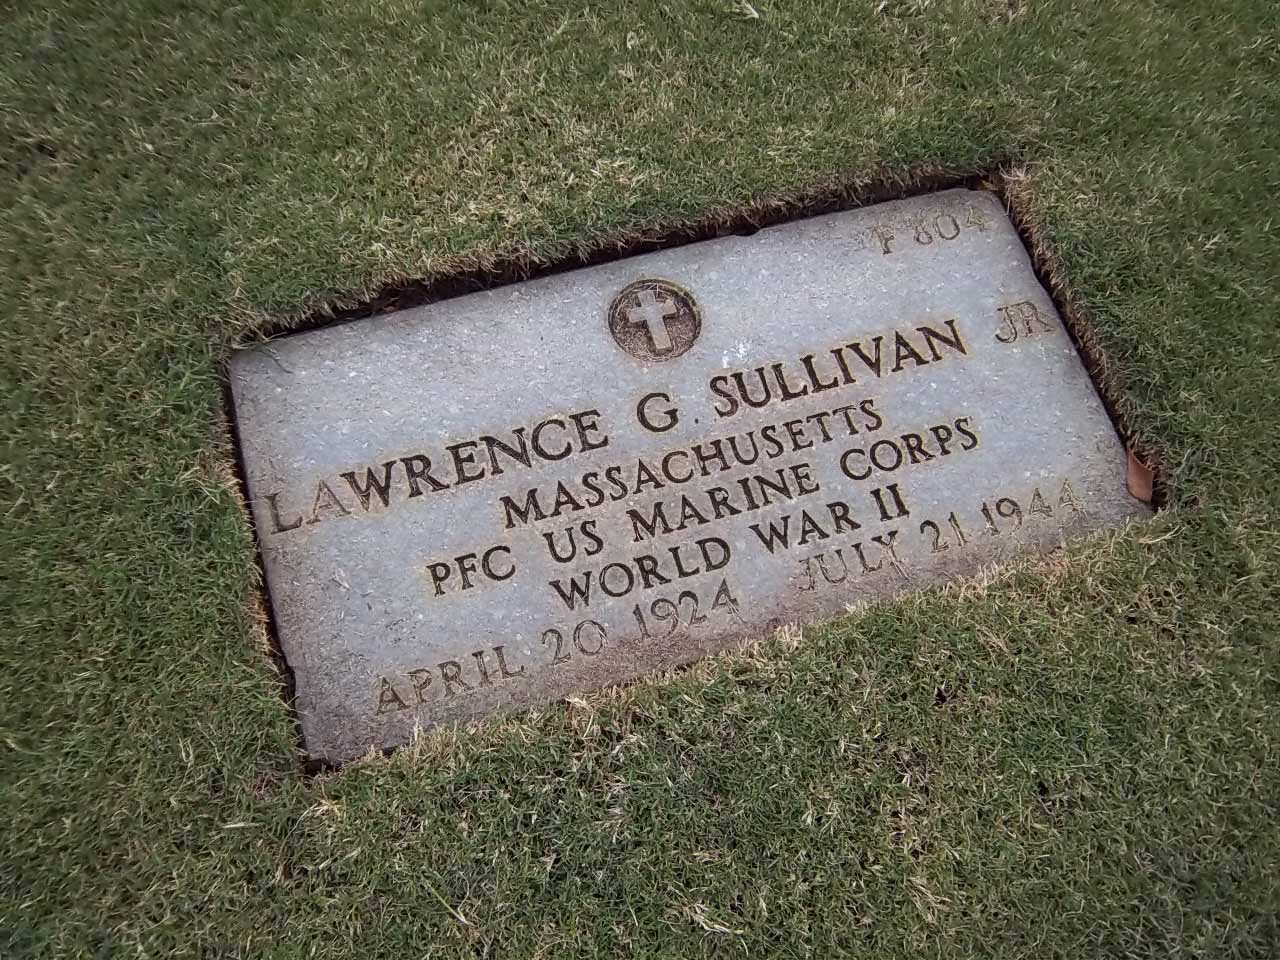 F 804
LAWRENCE G SULLIVAN JR
MASSACHUSETTS
PFC US MARINE CORPS
WORLD WAR II
APRIL 20 1924 JULY 21 1944